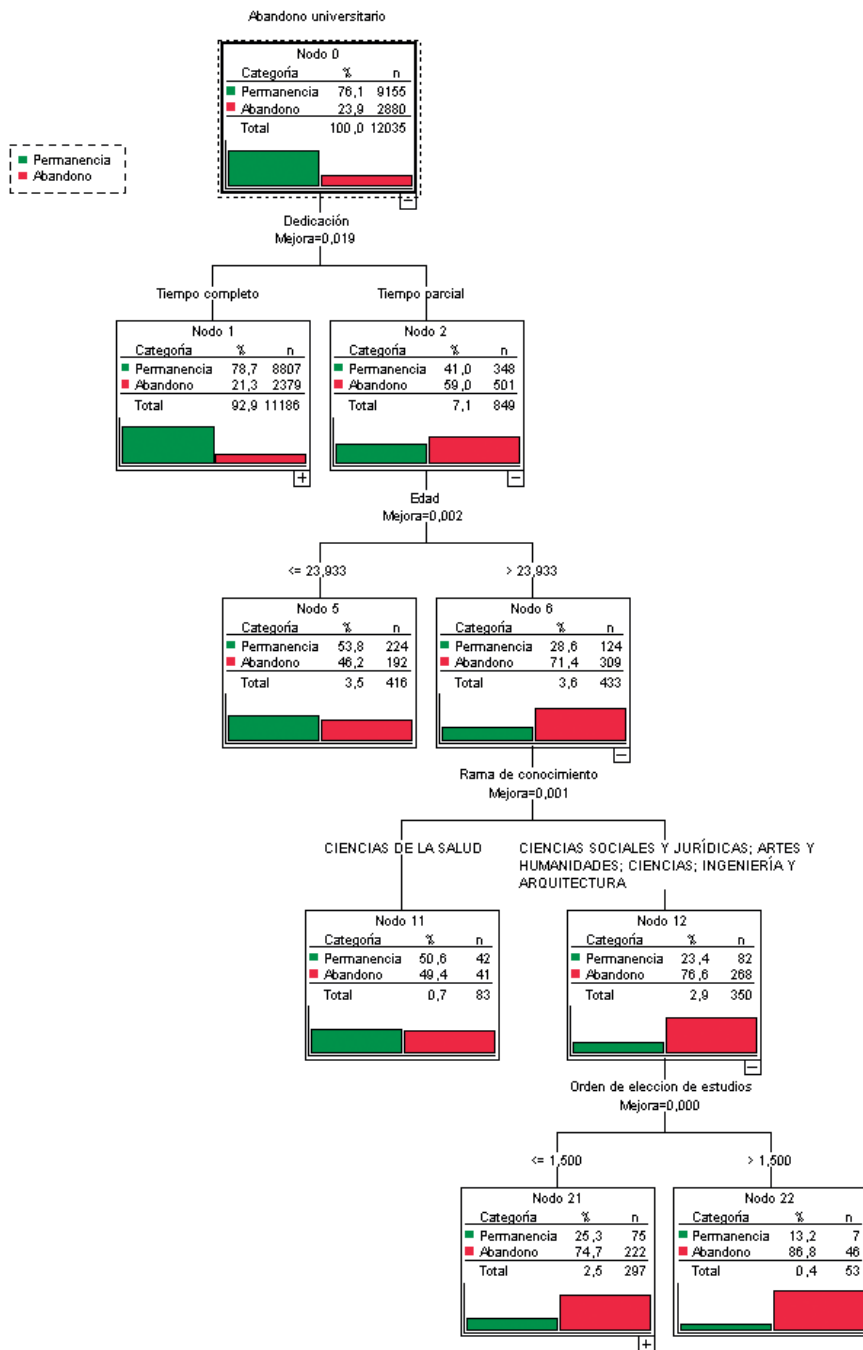 Abandono universitario
Nodo 0
Categoría % n
Permanencia 76,1 9155
Abandono 23,9 2880
Total 100,0 12035
Permanencia
Abandono
Dedicación
Mejora=0,019
Tiempo completo
Tiempo parcial
Nodo 1
Categoría % n
Permanencia 78,7 8807
Abandono 21,3 2379
Total 92,9 11186
Nodo 2
Categoría % n
Permanencia 41,0 348
Abandono 59,0 501
Total 7,1 849
Edad
Mejora=0,002
<= 23,933
> 23,933
Nodo 5
Categoría % n
Permanencia 53,8 224
Abandono 46,2 192
Total 3,5 416
Nodo 6
Categoría % n
Permanencia 28,6 124
Abandono 71,4 309
Total 3,6 433
Rama de conocimiento
Mejora=0,001
CIENCIAS DE LA SALUD
CIENCIAS SOCIALES Y JURÍDICAS; ARTES Y
HUMANIDADES; CIENCIAS; INGENIERÍA Y
ARQUITECTURA
Nodo 11
Categoría % n
Permanencia 50,6 42
Abandono 49,4 41
Total 0,7 83
Nodo 12
Categoría % n
Permanencia 23,4 82
Abandono 76,6 268
Total 2,9 350
Orden de eleccion de estudios
Mejora=0,000
<= 1,500
> 1,500
Nodo 21
Categoría % n
Permanencia 25,3 75
Abandono 74,7 222
Total 2,5 297
Nodo 22
Categoría % n
Permanencia 13,2 7
Abandono 86,8 46
Total 0,4 53